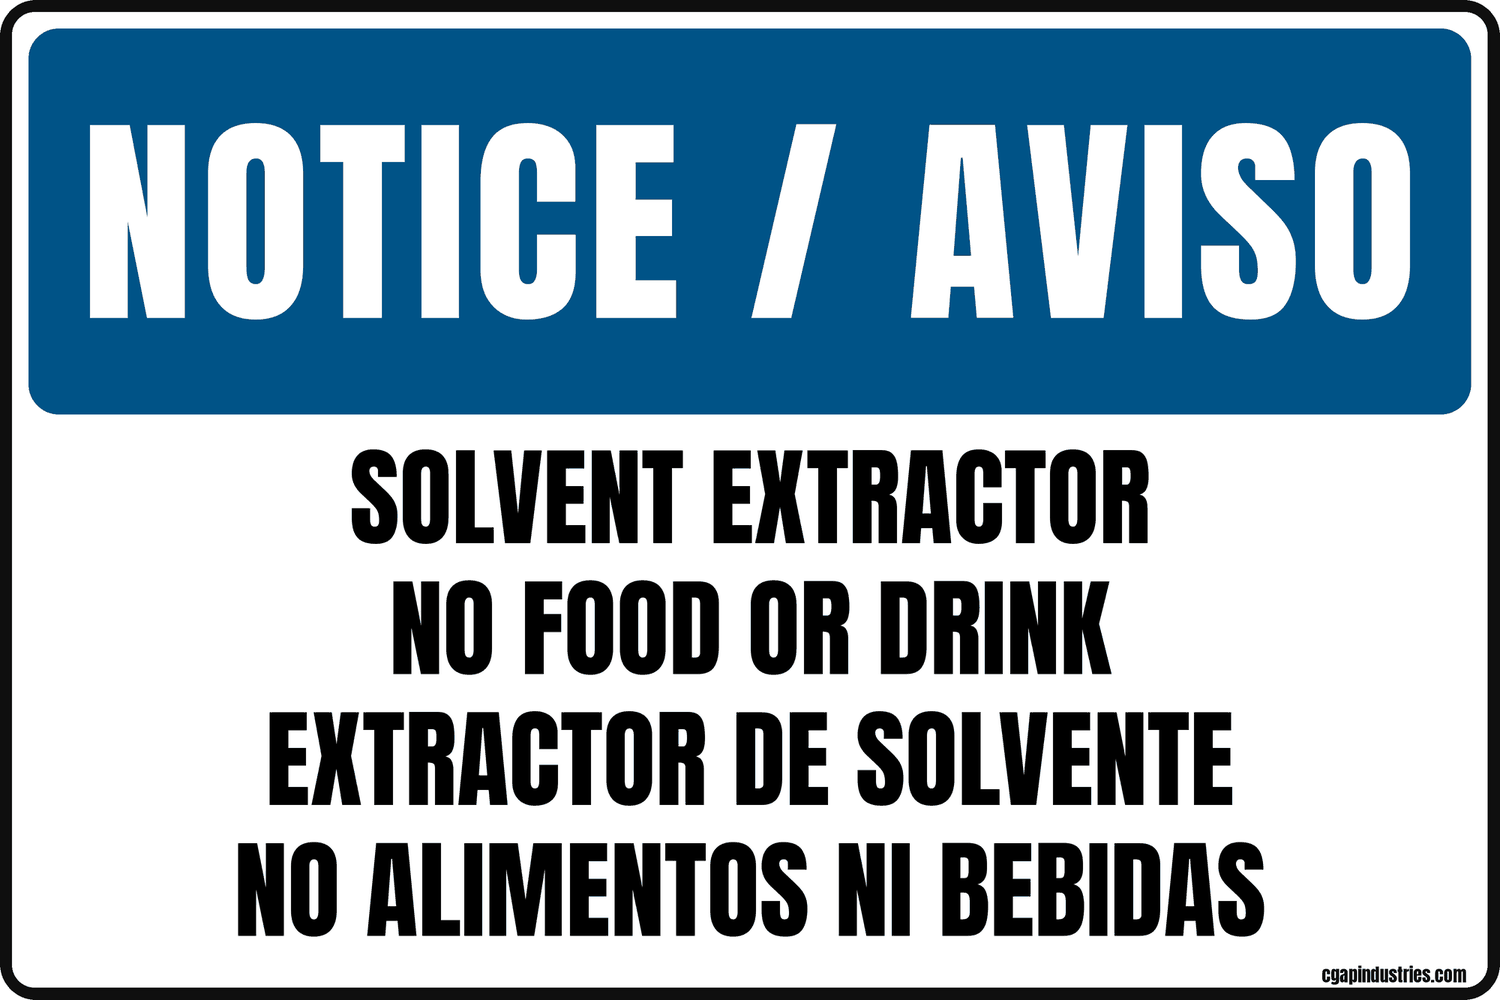 NOTICE / AVISO
SOLVENT EXTRACTOR
NO FOOD OR DRINK
EXTRACTOR DE SOLVENTE
NO ALIMENTOS NI BEBIDAS
cgapindustries.com